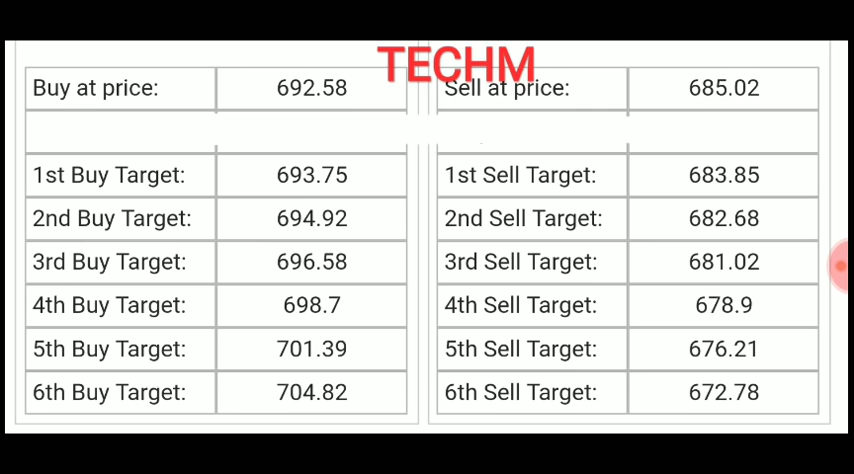 TECHM
Buy at price: 692.58
1st Buy Target: 693.75
2nd Buy Target: 694.92
3rd Buy Target: 696.58
4th Buy Target: 698.7
5th Buy Target: 701.39
6th Buy Target: 704.82
Sell at price: 685.02
1st Sell Target: 683.85
2nd Sell Target: 682.68
3rd Sell Target: 681.02
4th Sell Target: 678.9
5th Sell Target: 676.21
6th Sell Target: 672.78